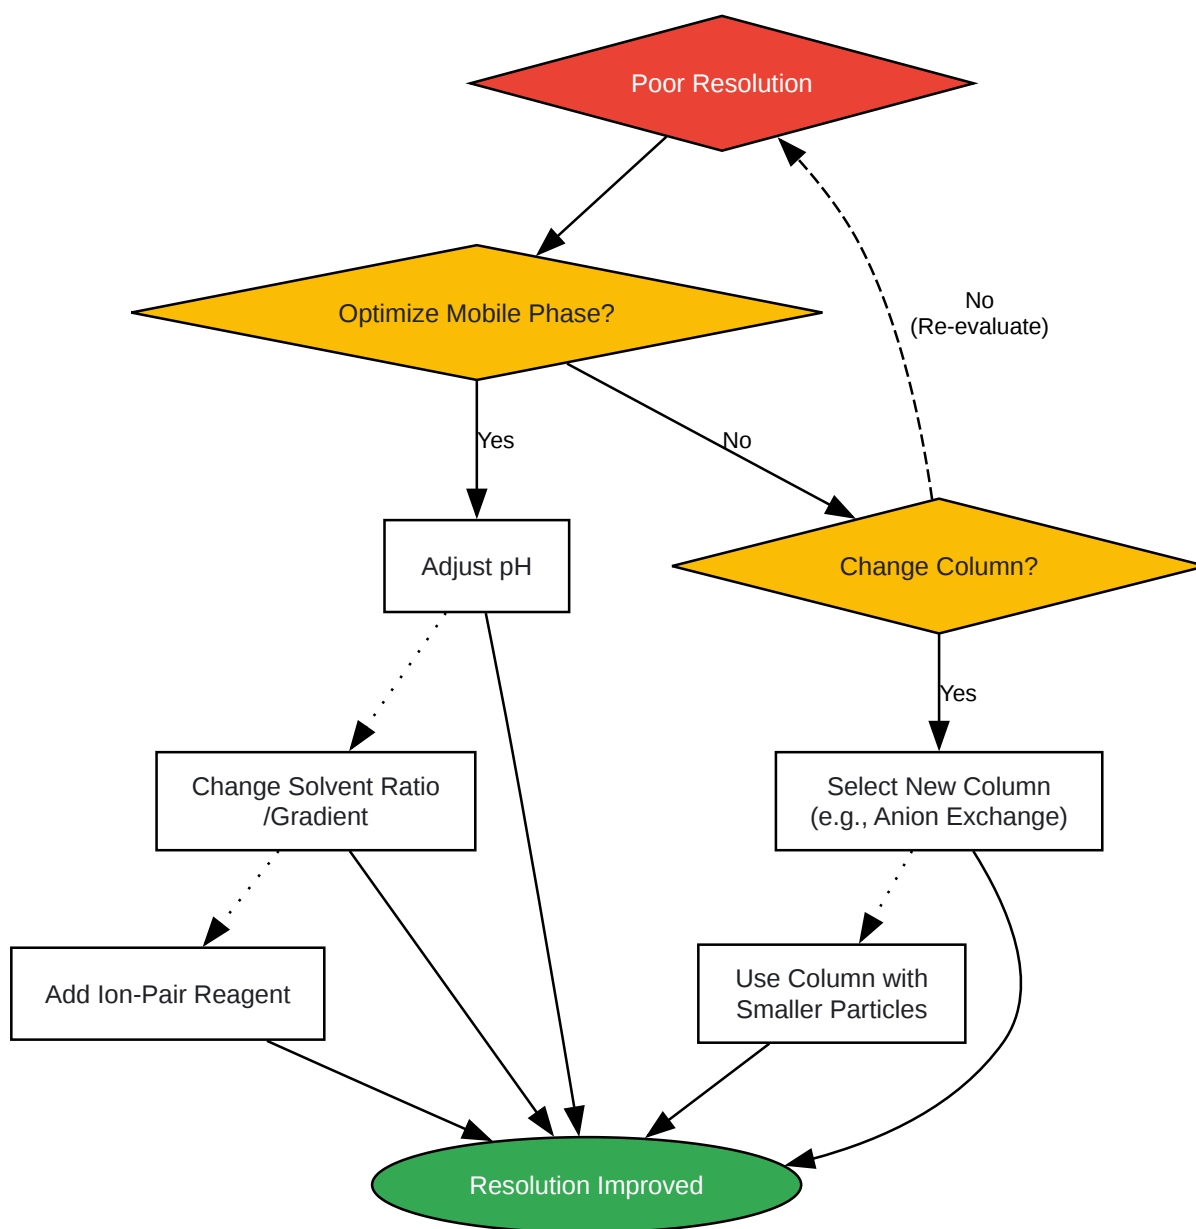 Poor Resolution
Optimize Mobile Phase?
No
(Re-evaluate)
Yes
No
Adjust pH
Change Column?
Yes
Change Solvent Ratio
/Gradient
Select New Column
(e.g., Anion Exchange)
Add Ion-Pair Reagent
Use Column with
Smaller Particles
Resolution Improved